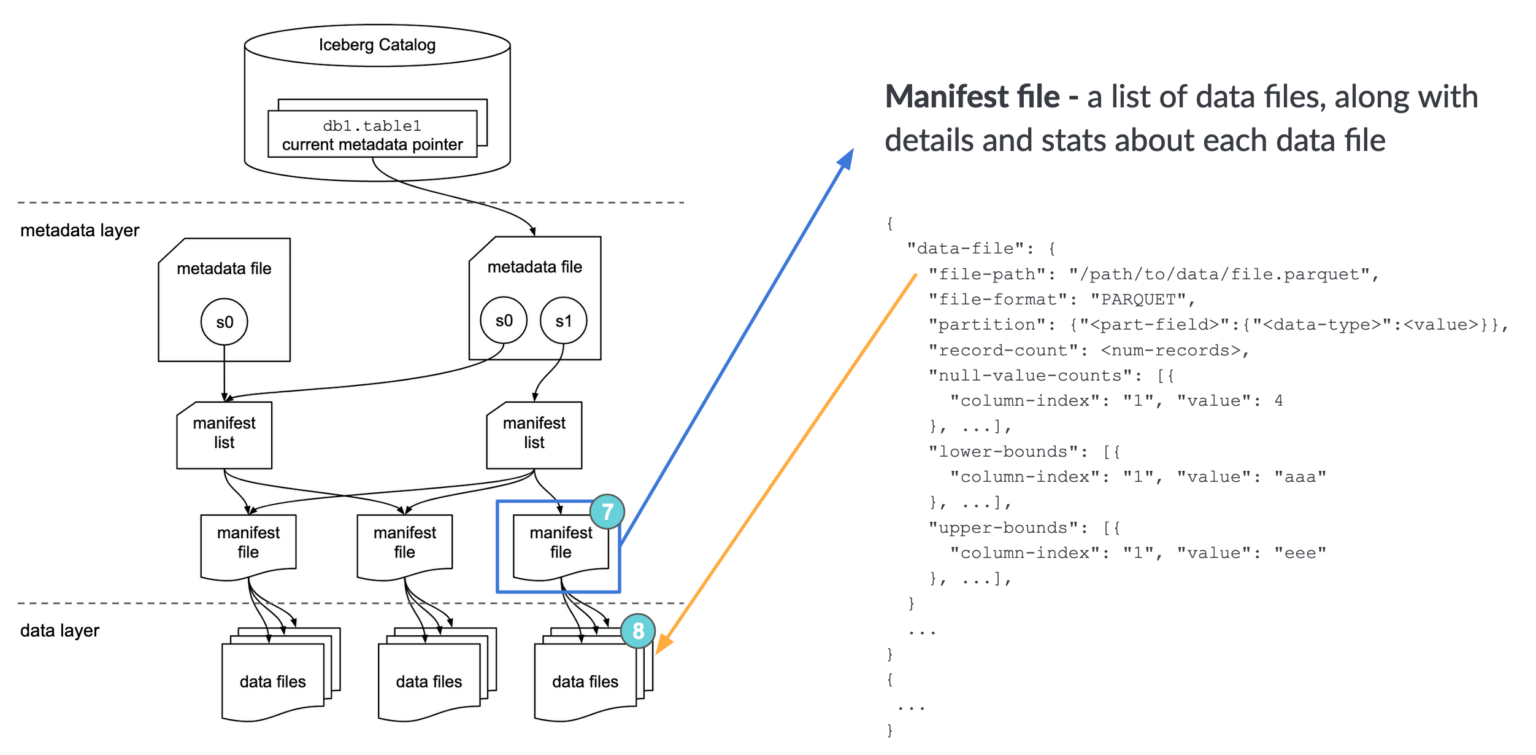 Iceberg Catalog
db1.table1
current metadata pointer
metadata layer
metadata file
s0
metadata file
s0
s1
manifest
list
manifest
list
manifest
file
manifest
file
manifest
file
7
data layer
data files
data files
data files
8
Manifest file - a list of data files, along with
details and stats about each data file
{
"data-file": {
"file-path": "/path/to/data/file.parquet",
"file-format": "PARQUET",
"partition": {"<part-field>":{"<data-type>":<value>}},
"record-count": <num-records>,
"null-value-counts": [{
"column-index": "1", "value": 4
}, ...],
"lower-bounds": [{
"column-index": "1", "value": "aaa"
}, ...],
"upper-bounds": [{
"column-index": "1", "value": "eee"
}, ...],
}
...
}
{
...
}